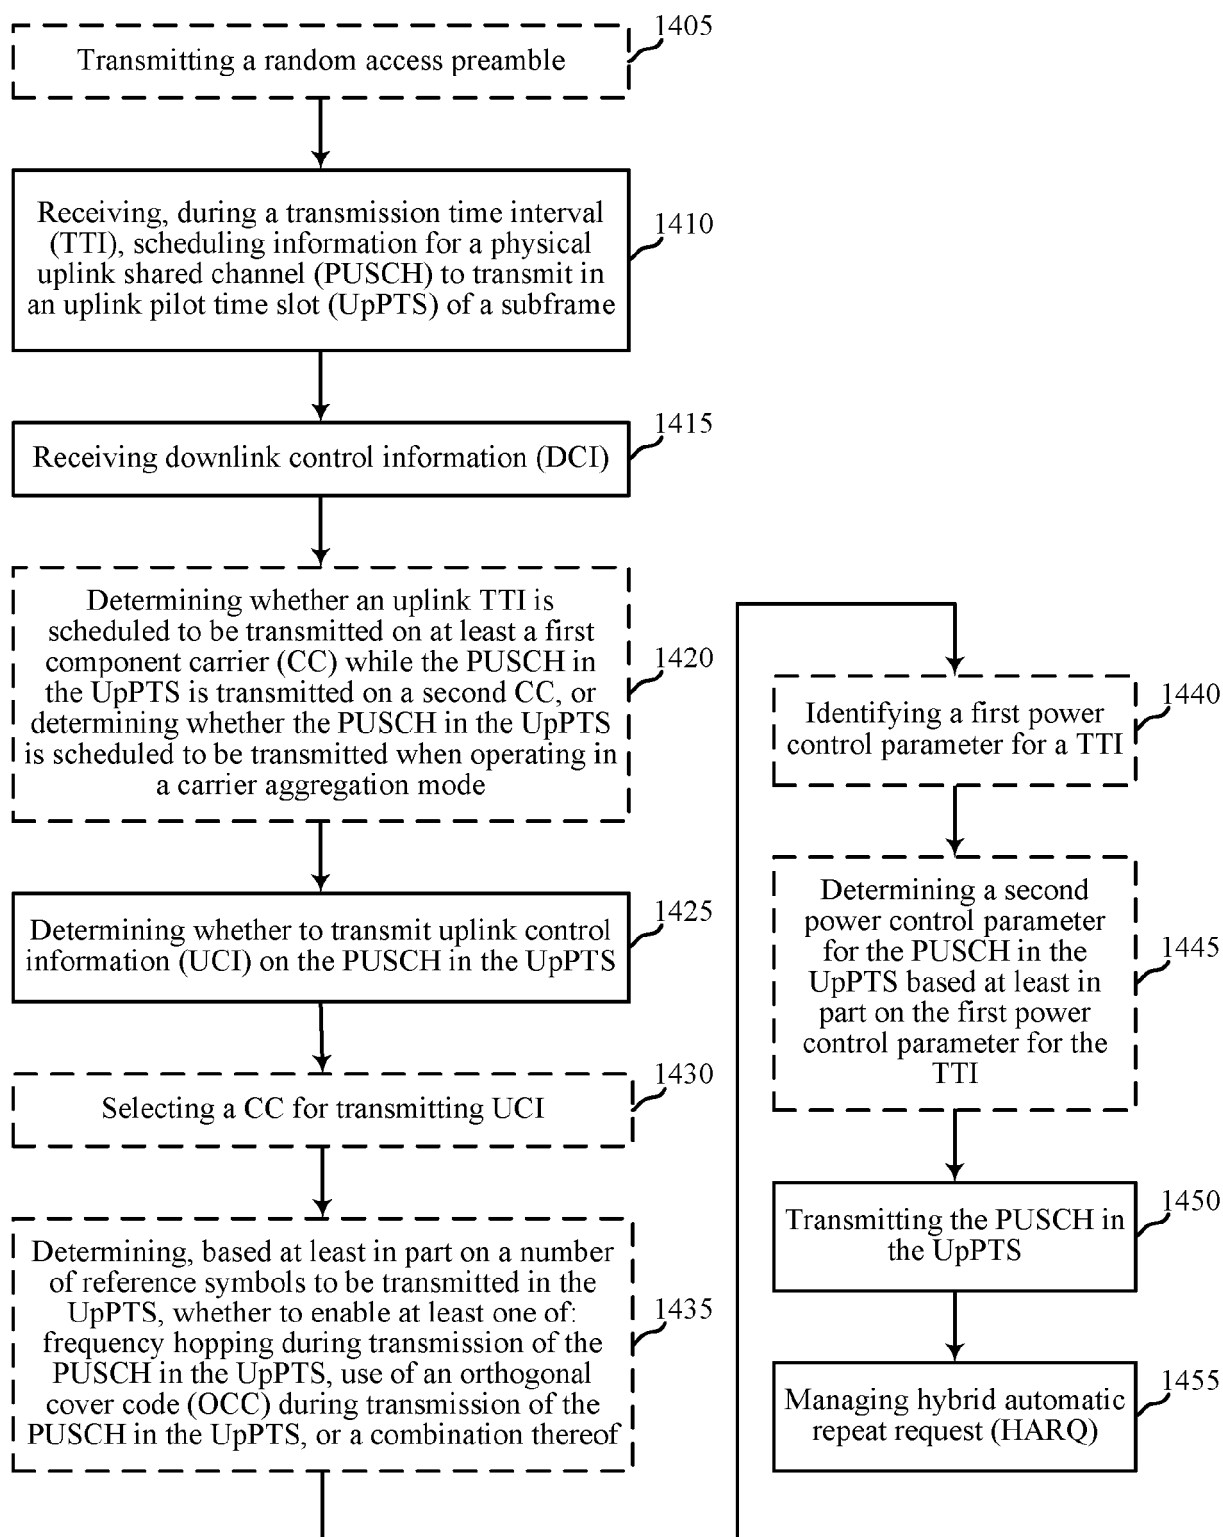 1405
Transmitting a random access preamble
1410
Receiving, during a transmission time interval
(TTI), scheduling information for a physical
uplink shared channel (PUSCH) to transmit in
an uplink pilot time slot (UpPTS) of a subframe
1415
Receiving downlink control information (DCI)
1420
Determining whether an uplink TTI is
scheduled to be transmitted on at least a first
component carrier (CC) while the PUSCH in
the UpPTS is transmitted on a second CC, or
determining whether the PUSCH in the UpPTS
is scheduled to be transmitted when operating in
a carrier aggregation mode
1425
Determining whether to transmit uplink control
information (UCI) on the PUSCH in the UpPTS
1430
Selecting a CC for transmitting UCI
1435
Determining, based at least in part on a number
of reference symbols to be transmitted in the
UpPTS, whether to enable at least one of:
frequency hopping during transmission of the
PUSCH in the UpPTS, use of an orthogonal
cover code (OCC) during transmission of the
PUSCH in the UpPTS, or a combination thereof
1440
Identifying a first power
control parameter for a TTI
1445
Determining a second
power control parameter
for the PUSCH in the
UpPTS based at least in
part on the first power
control parameter for the
TTI
1450
Transmitting the PUSCH in
the UpPTS
1455
Managing hybrid automatic
repeat request (HARQ)